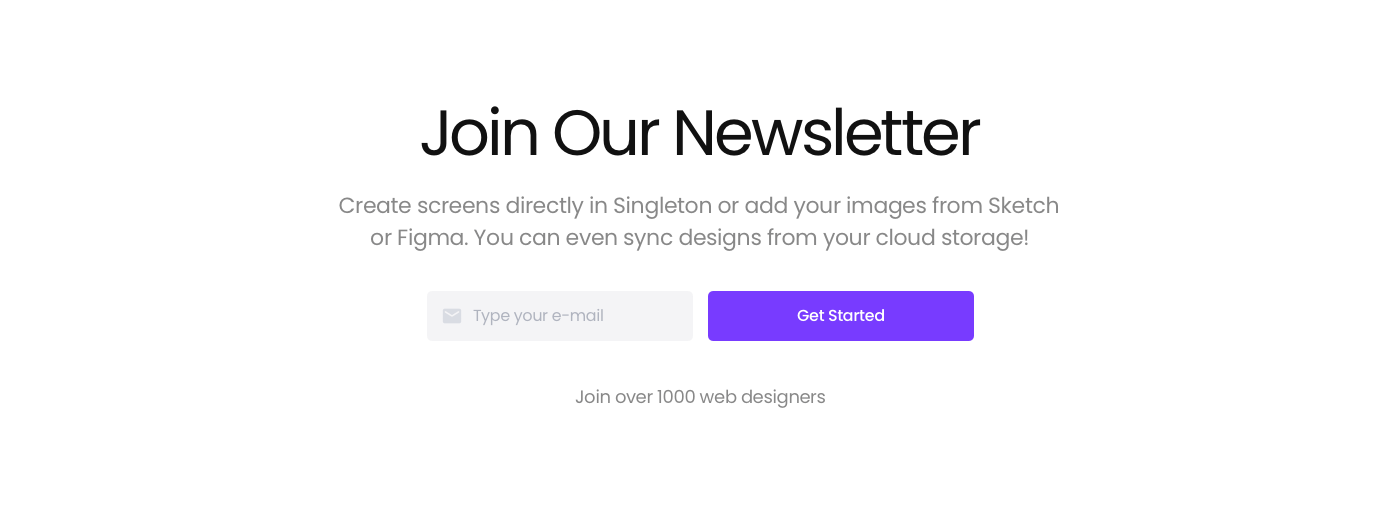 Join Our Newsletter
Create screens directly in Singleton or add your images from Sketch
or Figma. You can even sync designs from your cloud storage!
Type your e-mail
Get Started
Join over 1000 web designers